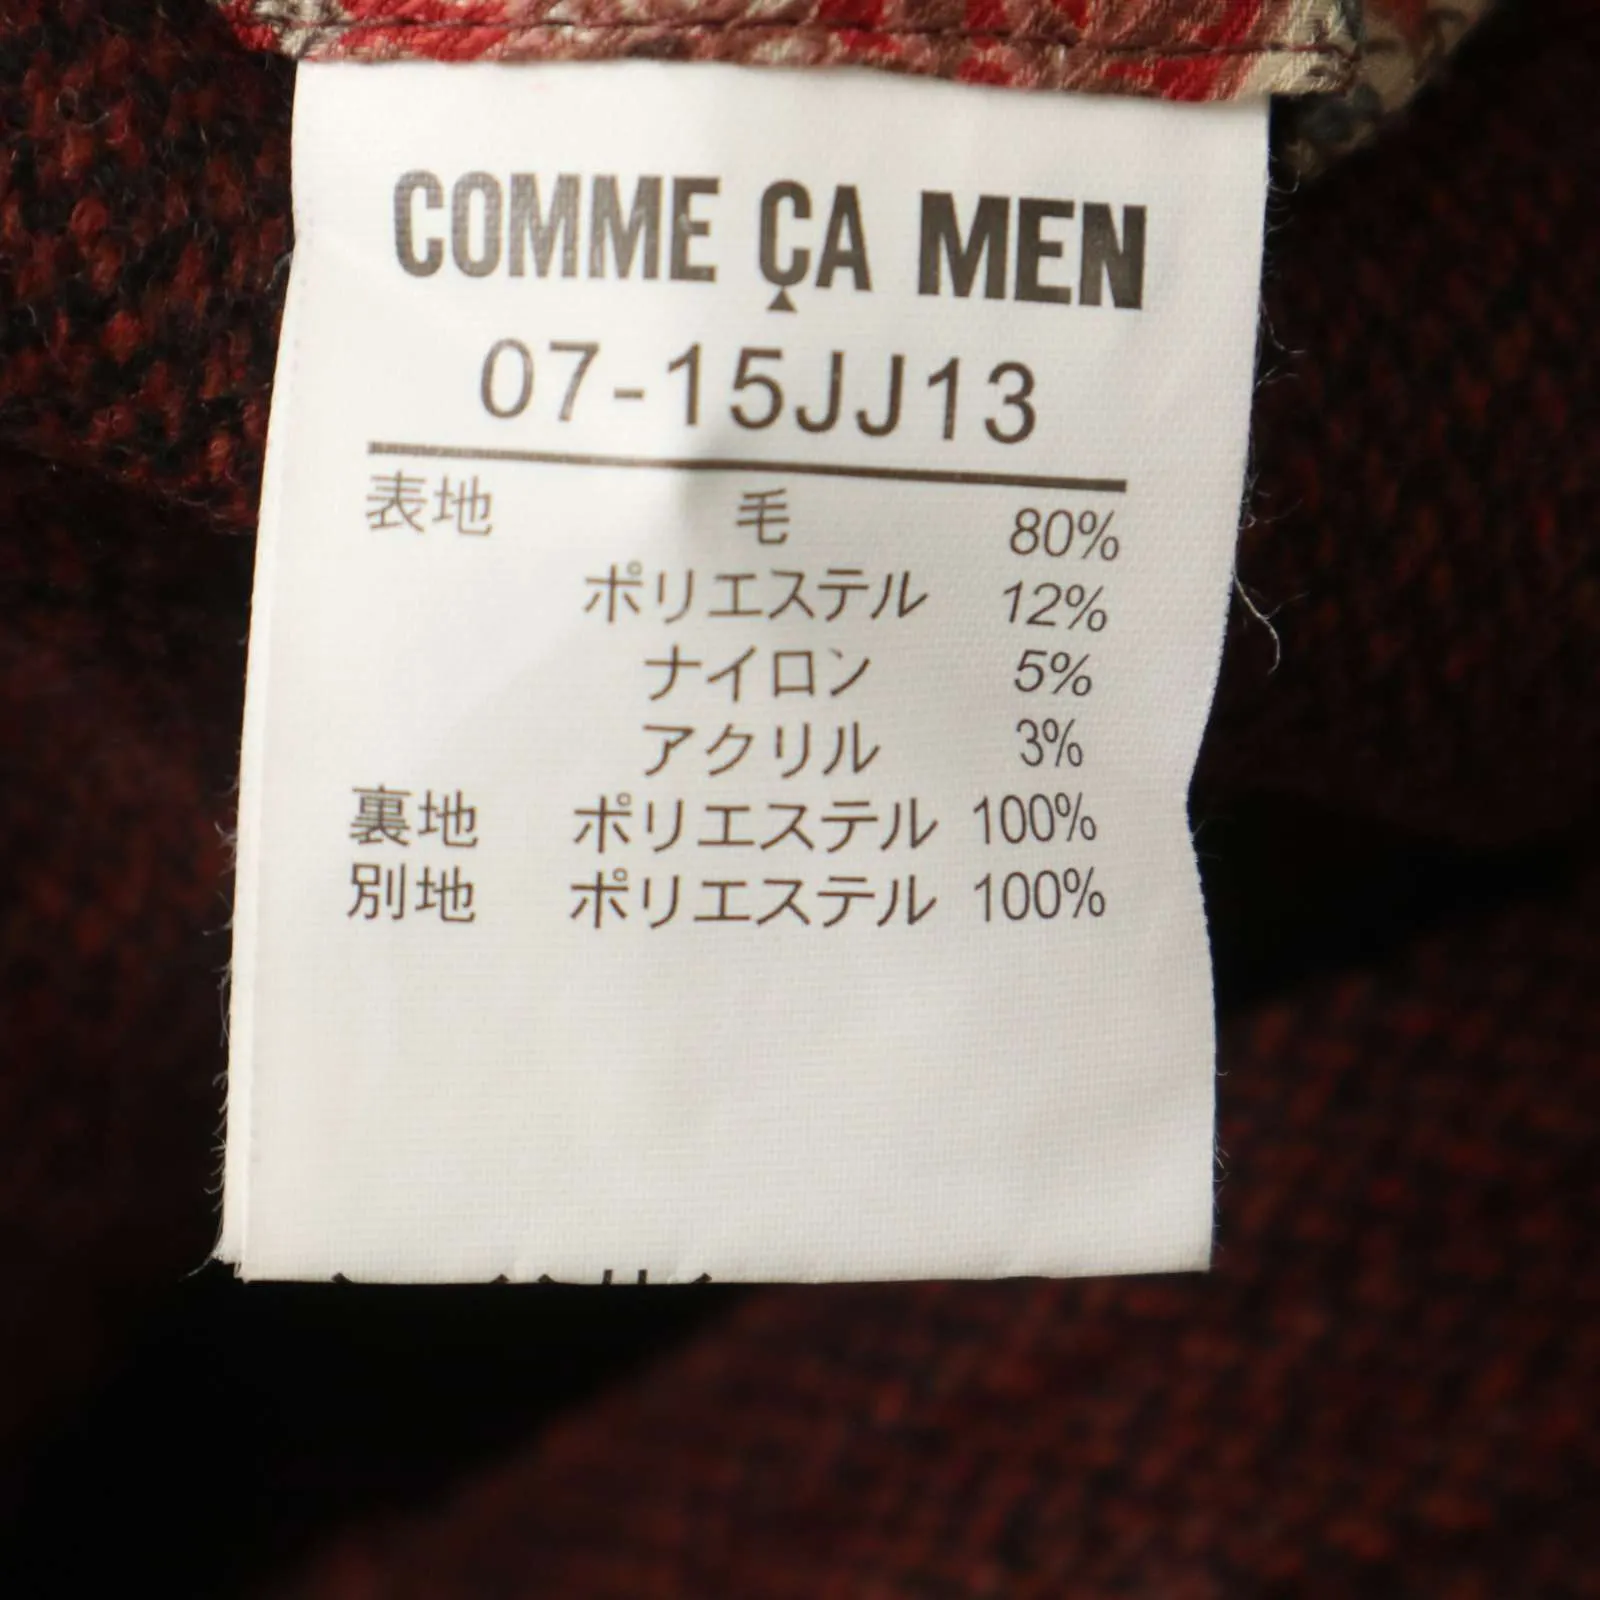 COMME ÇA MEN
07-15JJ13
表地 毛 80%
ポリエステル 12%
ナイロン 5%
アクリル 3%
裏地 ポリエステル 100%
別地 ポリエステル 100%